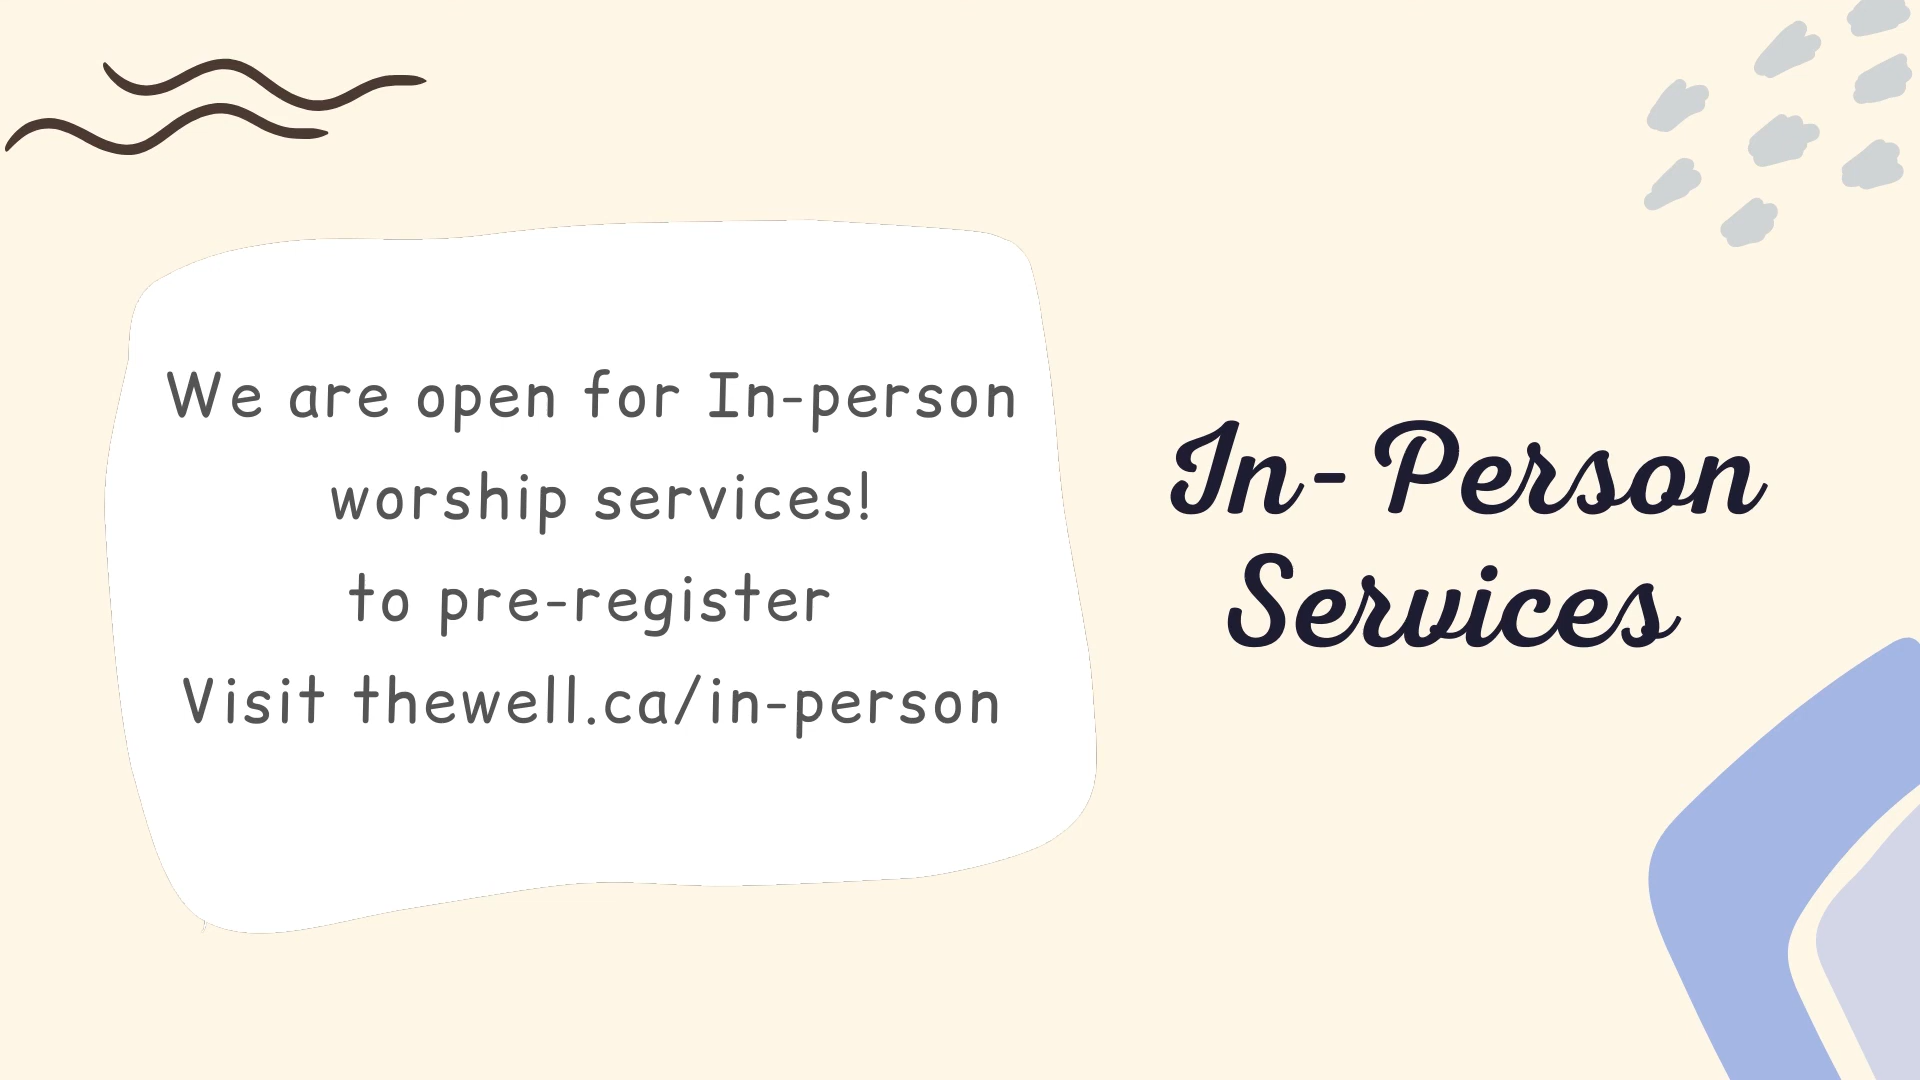 We are open for In-person
worship services!
to pre-register
Visit thewell.ca/in-person
In- Person
Services